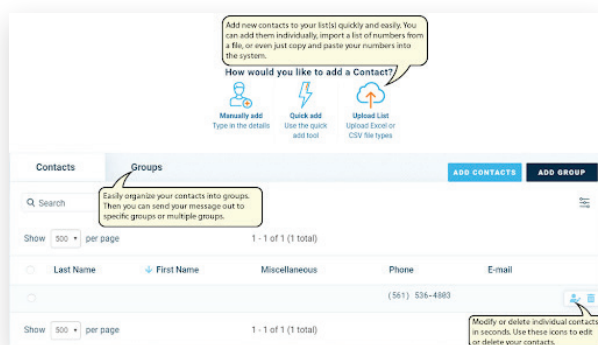 Add new contacts to your list(s) quickly and easily. You
can add them individually, import a list of numbers from
a file, or even just copy and paste your numbers into
the system.
How would you like to add a Contact?
Manually add
Type in the details
Quick add
Use the quick
add tool
Upload List
Upload Excel or
CSV file types
Contacts
Groups
ADD CONTACTS
ADD GROUP
Search
Easily organize your contacts into groups.
Then you can send your message out to
specific groups or multiple groups.
Show 500 per page
1 - 1 of 1 (1 total)
Last Name
First Name
Miscellaneous
Phone
E-mail
(561) 536-4803
Show 500 per page
1 - 1 of 1 (1 total)
Modify or delete individual contacts
in seconds. Use these icons to edit
or delete your contacts.